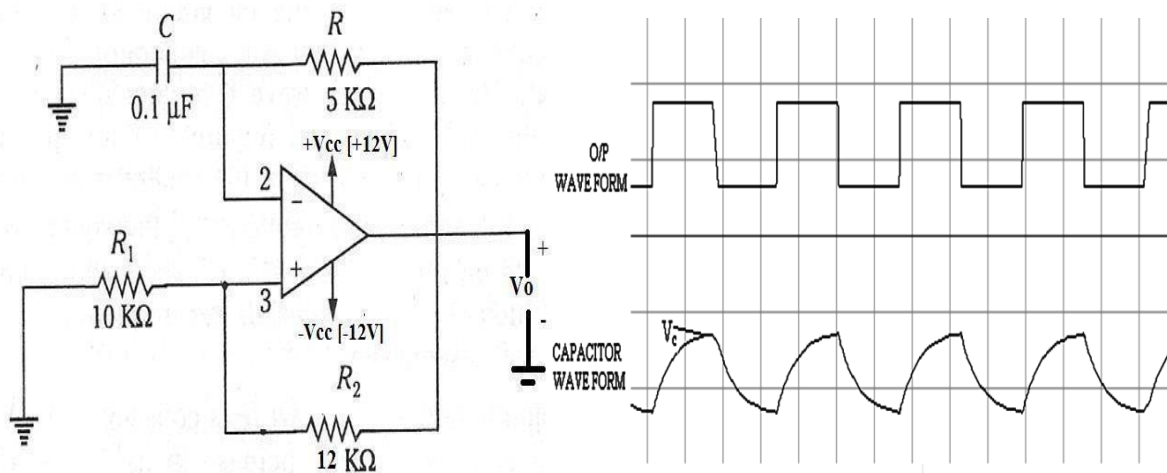 C
0.1 µF
R
5 KΩ
+Vcc [+12V]
2
−
+
3
-Vcc [-12V]
R1
10 KΩ
R2
12 KΩ
+
Vo
-
O/P
WAVE FORM
Vc
CAPACITOR
WAVE FORM